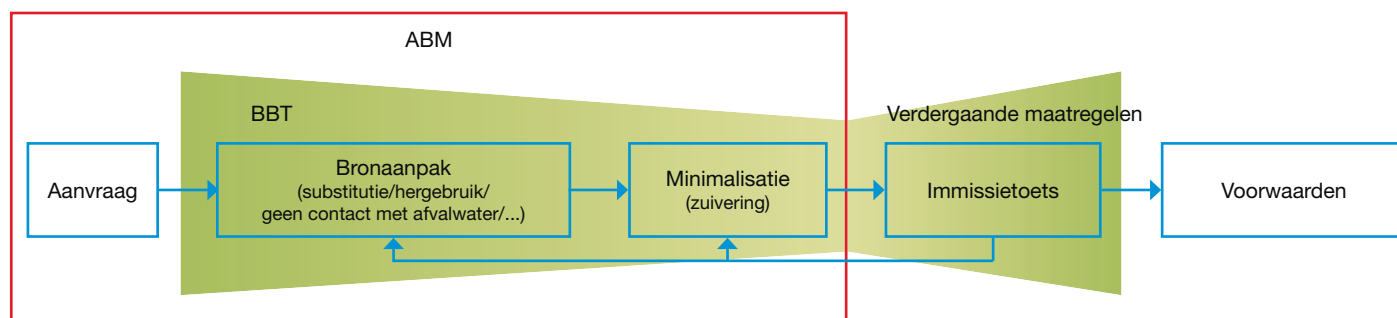 ABM
BBT
Verdergaande maatregelen
Aanvraag
Bronaanpak
(substitutie/hergebruik/
geen contact met afvalwater/...)
Minimalisatie
(zuivering)
Immissietoets
Voorwaarden